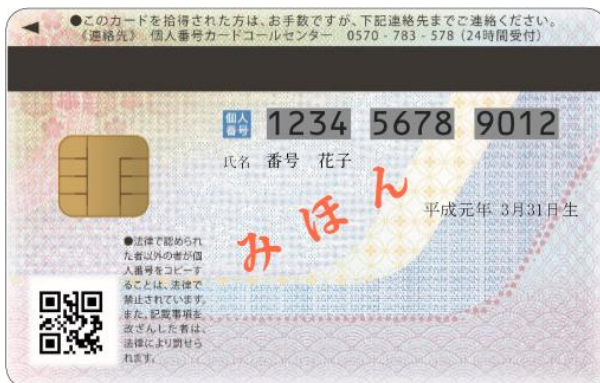 ●このカードを拾得された方は、お手数ですが、下記連絡先までご連絡ください。
《連絡先》 個人番号カードコールセンター 0570-783-578 (24時間受付)
個人番号 1234 5678 9012
氏名 番号 花子
平成元年 3月31日生
みほん
●法律で認められ
た者以外の者が個
人番号をコピーす
ることは、法律で
禁止されています。
また、記載事項を
改ざんした者は、
法律により罰せら
れます。